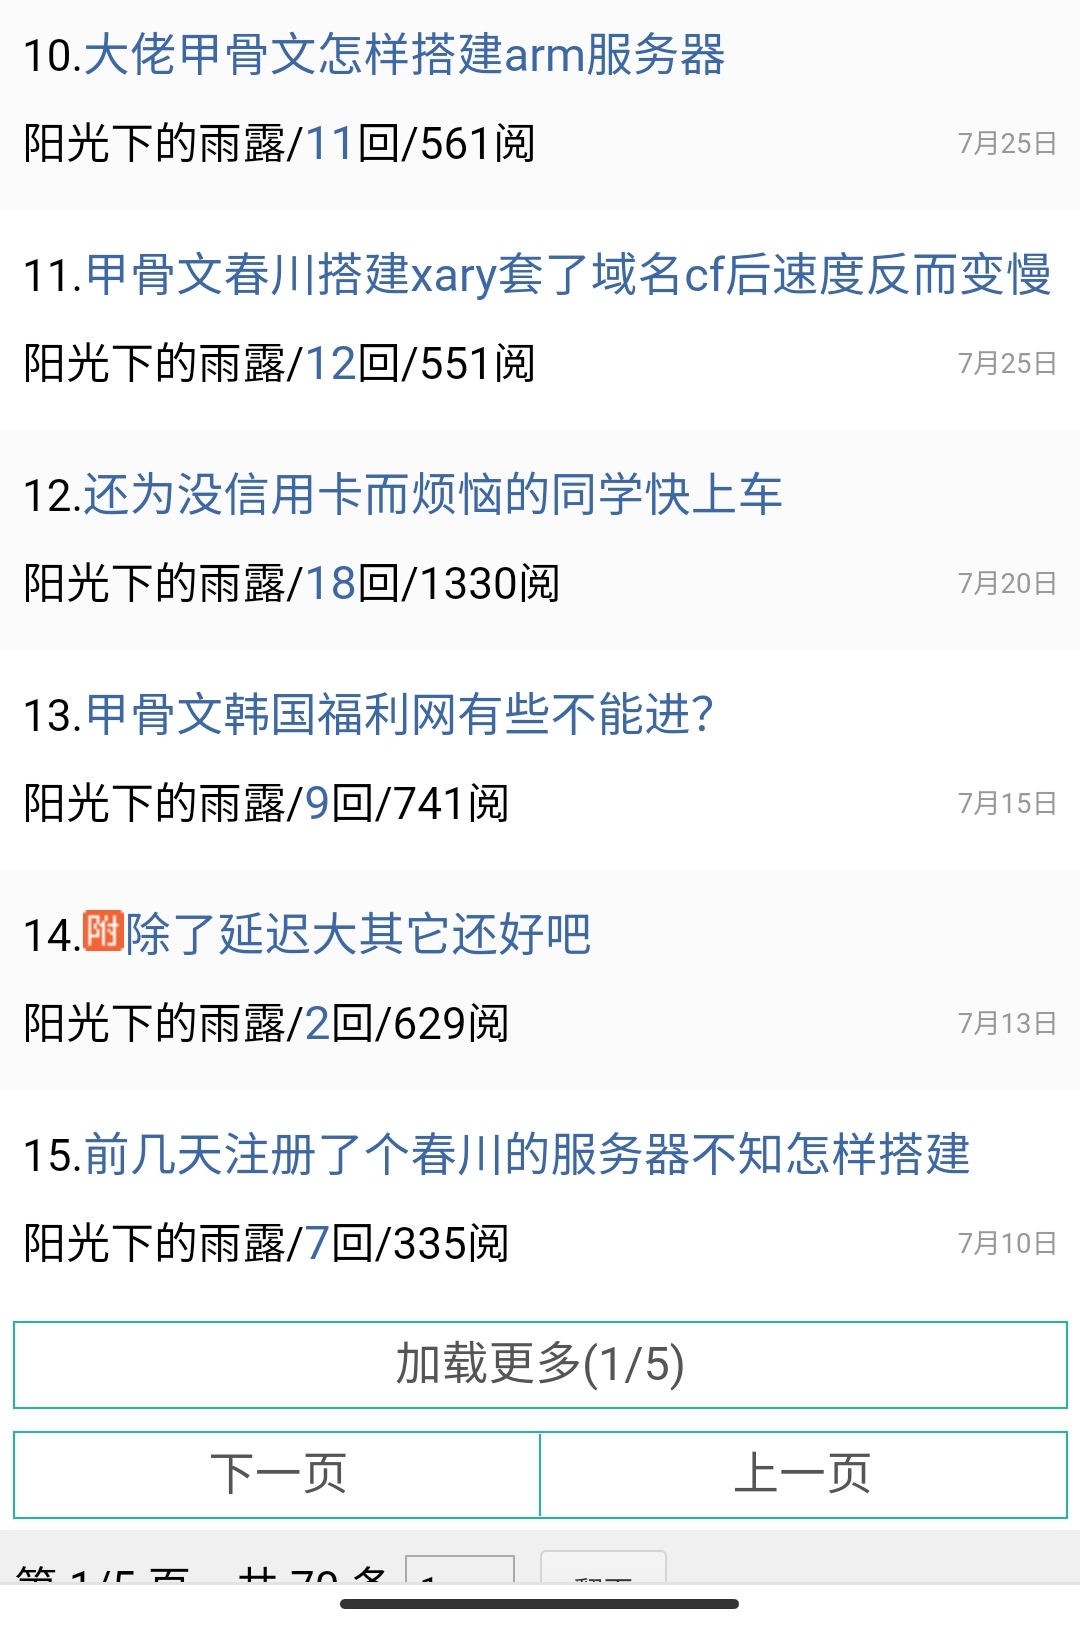 10.大佬甲骨文怎样搭建arm服务器
阳光下的雨露/11回/561阅 7月25日
11.甲骨文春川搭建xary套了域名cf后速度反而变慢
阳光下的雨露/12回/551阅 7月25日
12.还为没信用卡而烦恼的同学快上车
阳光下的雨露/18回/1330阅 7月20日
13.甲骨文韩国福利网有些不能进?
阳光下的雨露/9回/741阅 7月15日
14.附除了延迟大其它还好吧
阳光下的雨露/2回/629阅 7月13日
15.前几天注册了个春川的服务器不知怎样搭建
阳光下的雨露/7回/335阅 7月10日
加载更多(1/5)
下一页 上一页
第 1/5 页 共 条